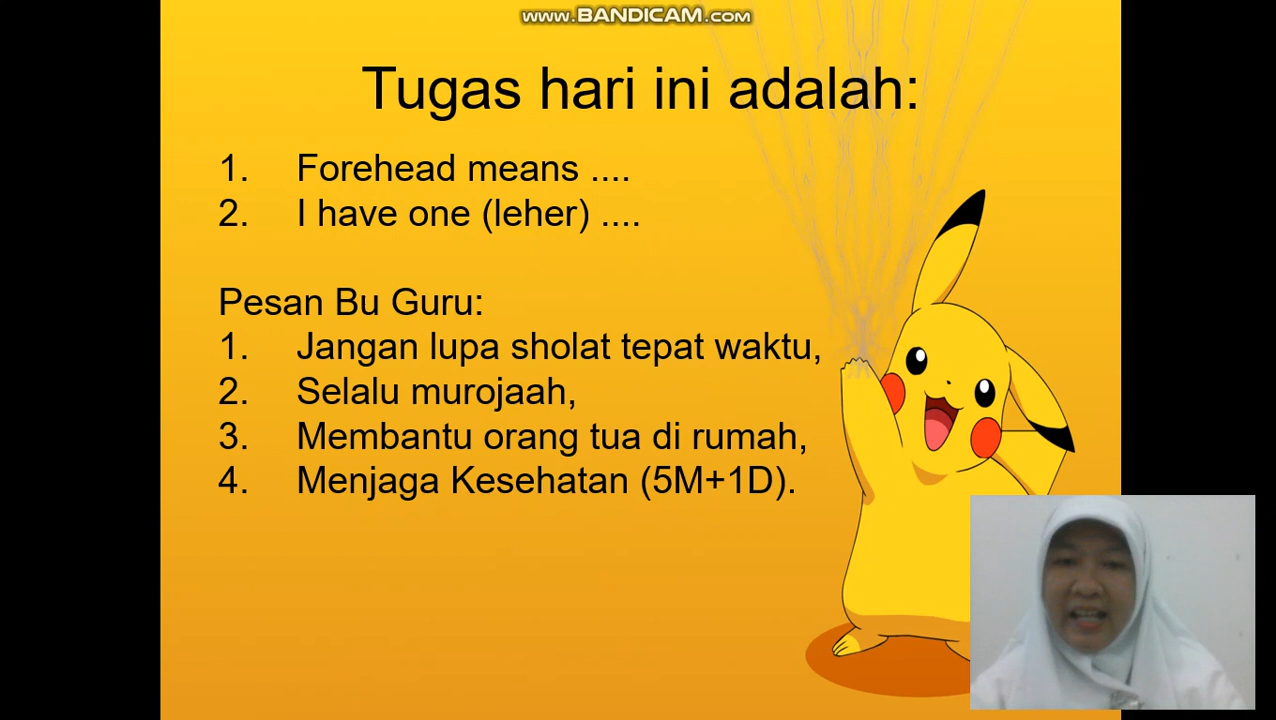 www.BANDICAM.com
Tugas hari ini adalah:
1. Forehead means ....
2. I have one (leher) ....
Pesan Bu Guru:
1. Jangan lupa sholat tepat waktu,
2. Selalu murojaah,
3. Membantu orang tua di rumah,
4. Menjaga Kesehatan (5M+1D).